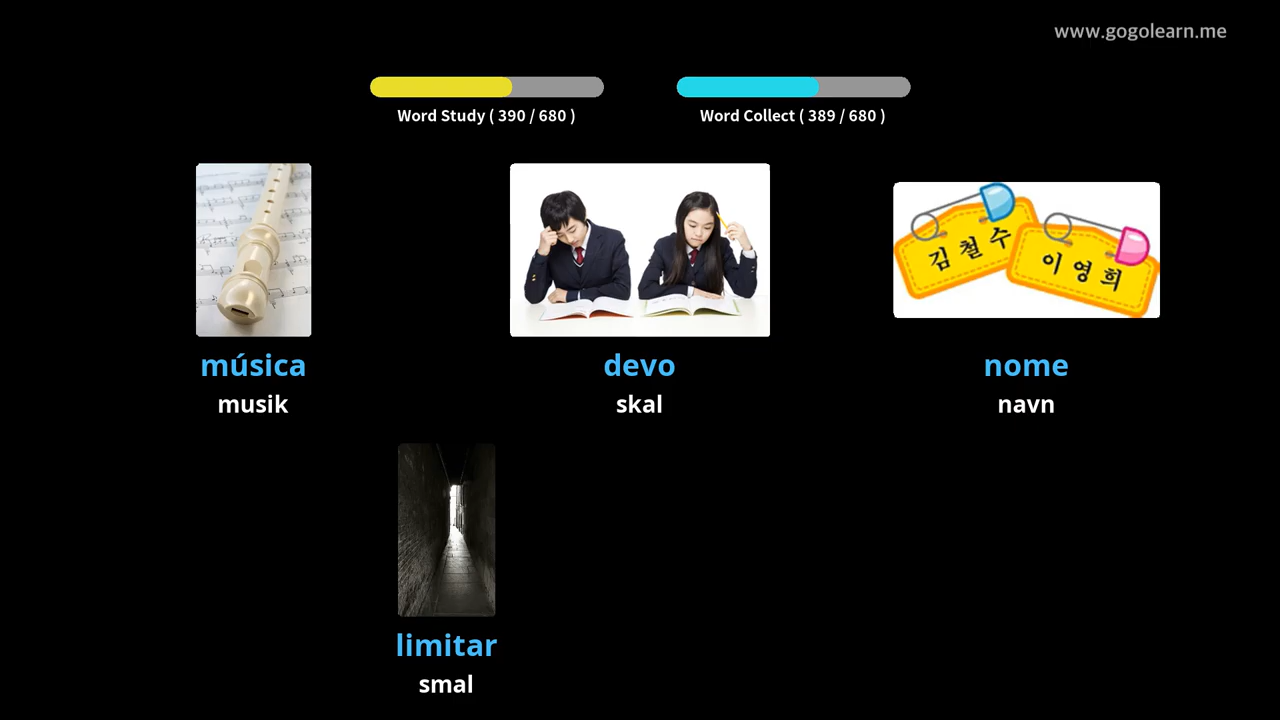 www.gogolearn.me
Word Study ( 390 / 680 )
Word Collect ( 389 / 680 )
김철수
이영희
música
devo
nome
musik
skal
navn
limitar
smal